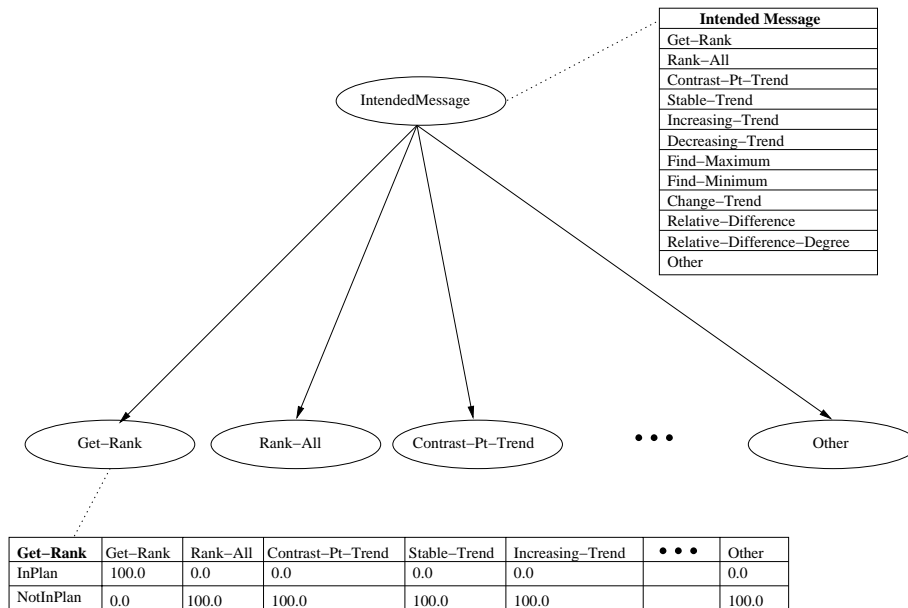 Intended Message
Get−Rank
Rank−All
Contrast−Pt−Trend
Stable−Trend
Increasing−Trend
Decreasing−Trend
Find−Maximum
Find−Minimum
Change−Trend
Relative−Difference
Relative−Difference−Degree
Other
IntendedMessage
Get−Rank Rank−All Contrast−Pt−Trend • • • Other
Get−Rank Get−Rank Rank−All Contrast−Pt−Trend Stable−Trend Increasing−Trend • • • Other
InPlan 100.0 0.0 0.0 0.0 0.0 0.0
NotInPlan 0.0 100.0 100.0 100.0 100.0 100.0